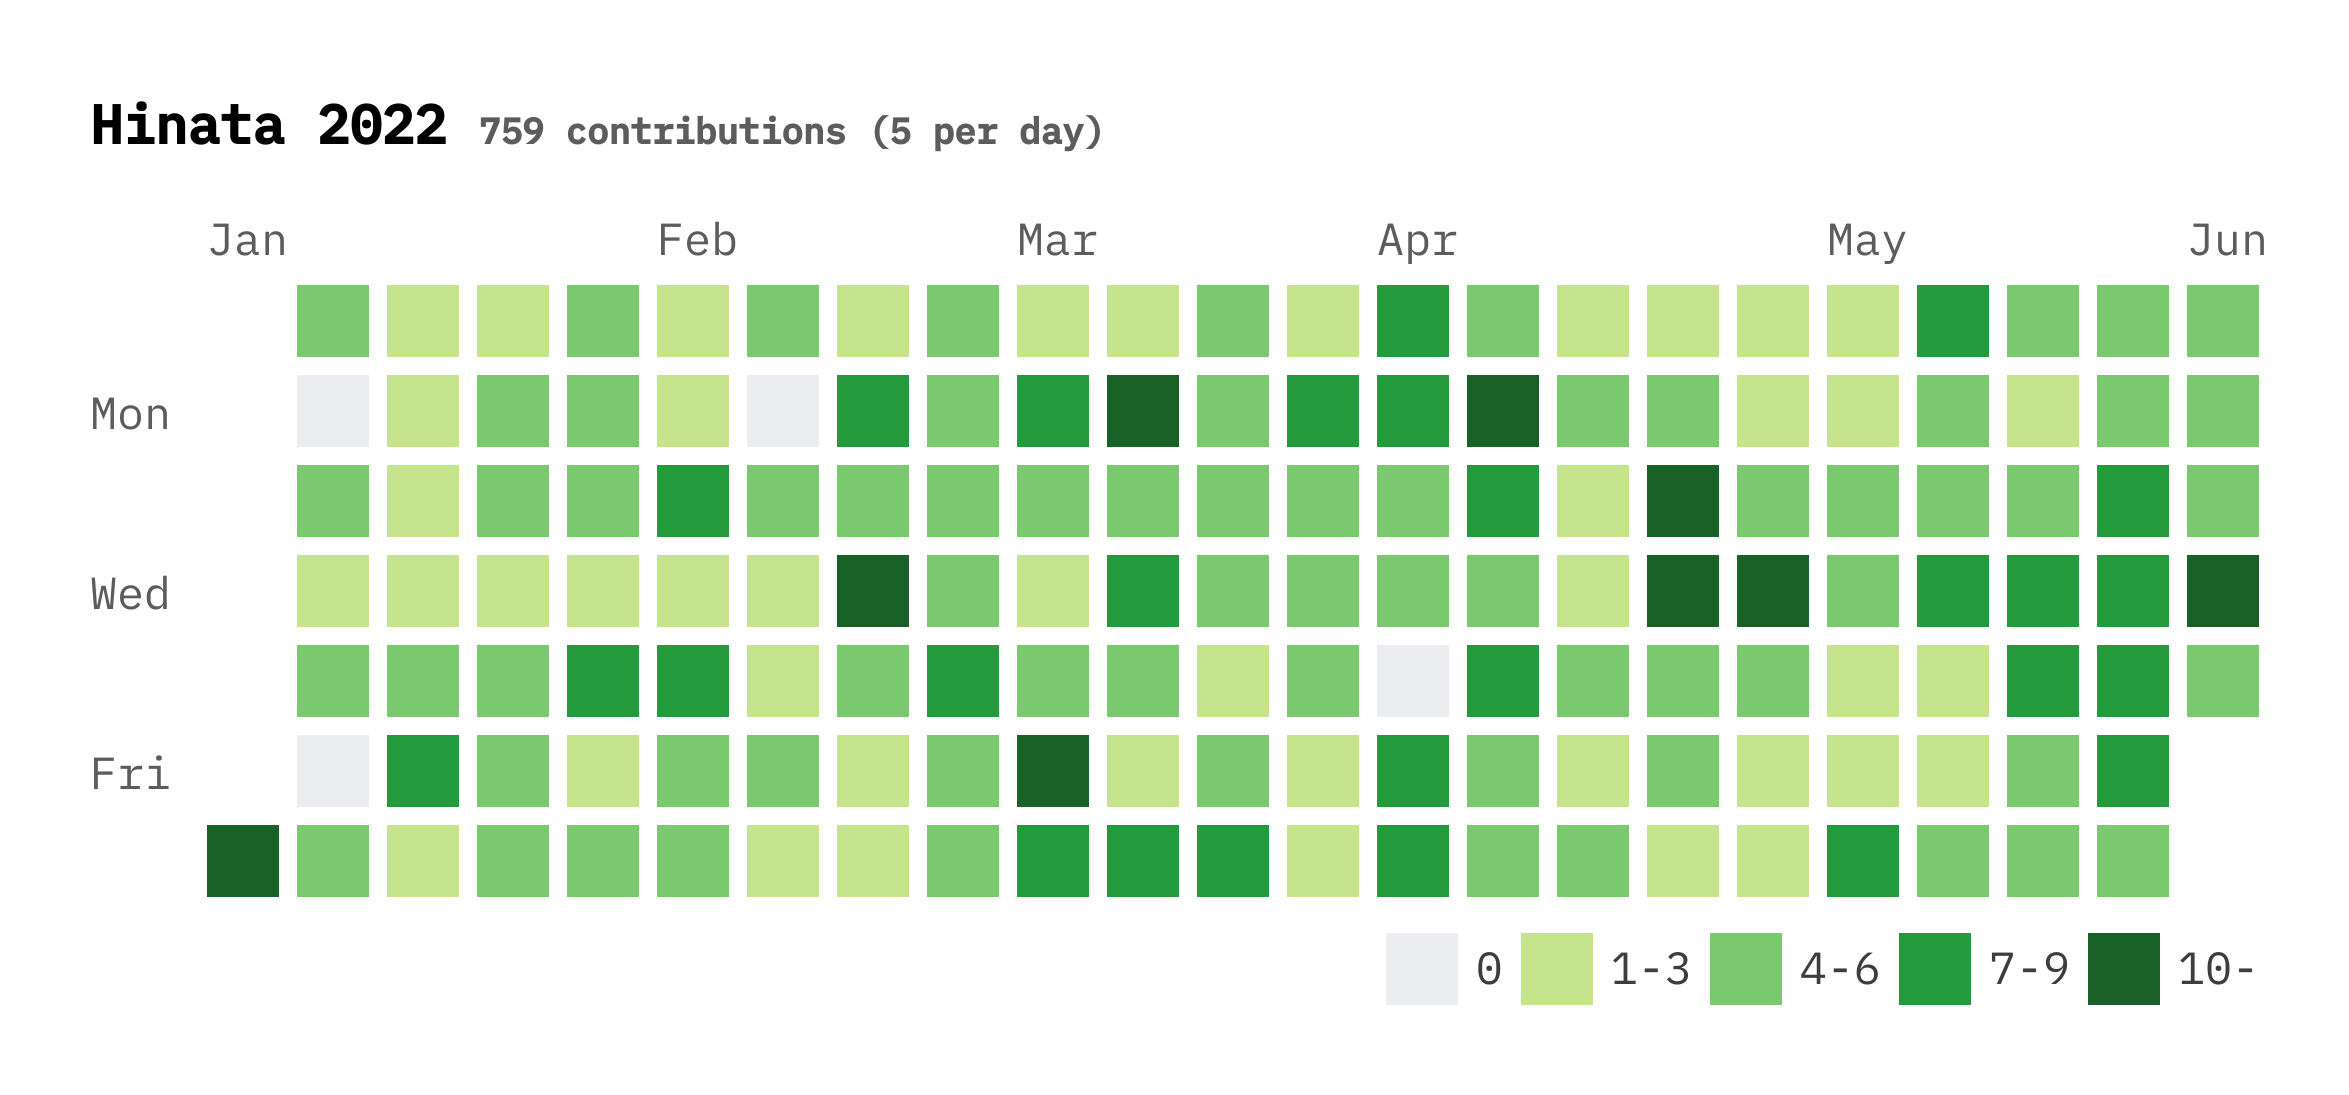 Hinata 2022 759 contributions (5 per day)
Jan Feb Mar Apr May Jun
Mon
Wed
Fri
0 1-3 4-6 7-9 10-